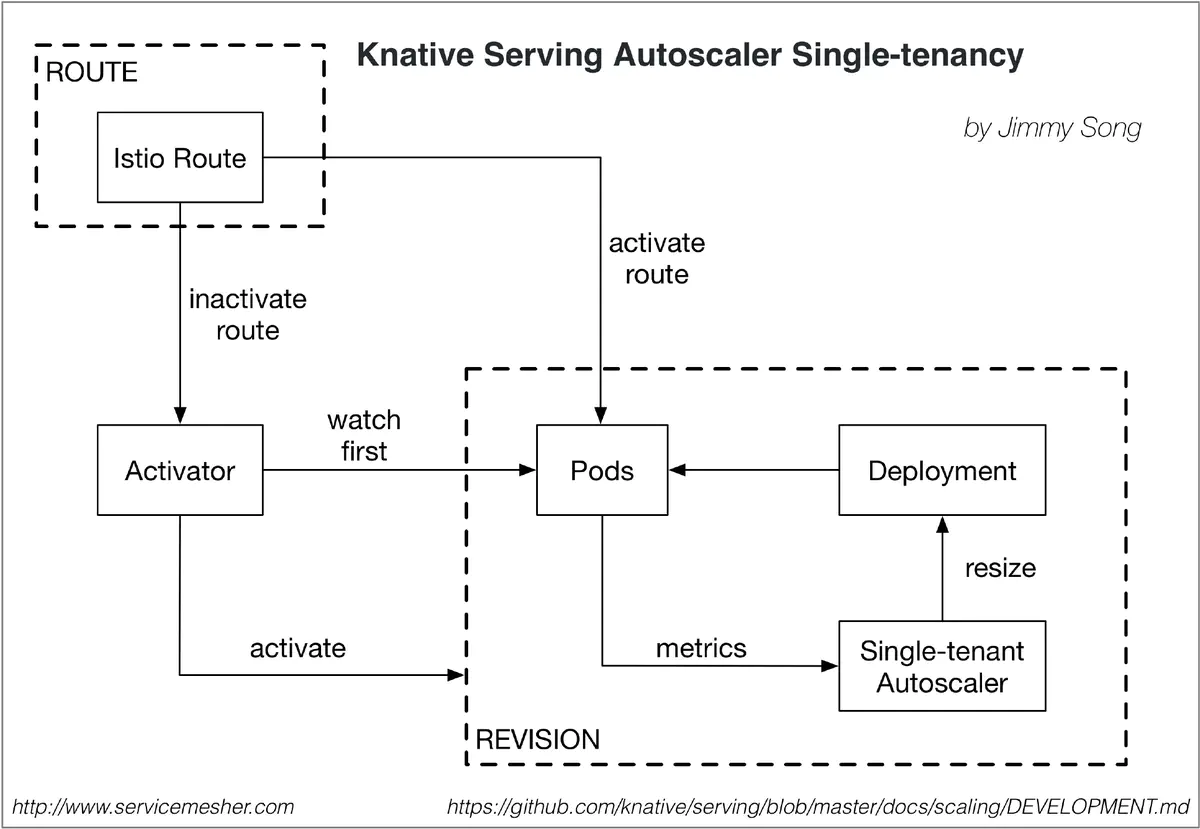 Knative Serving Autoscaler Single-tenancy
by Jimmy Song
ROUTE
Istio Route
activate
route
inactivate
route
watch
first
Activator
Pods
Deployment
resize
activate
metrics
Single-tenant
Autoscaler
REVISION
http://www.servicemesher.com
https://github.com/knative/serving/blob/master/docs/scaling/DEVELOPMENT.md